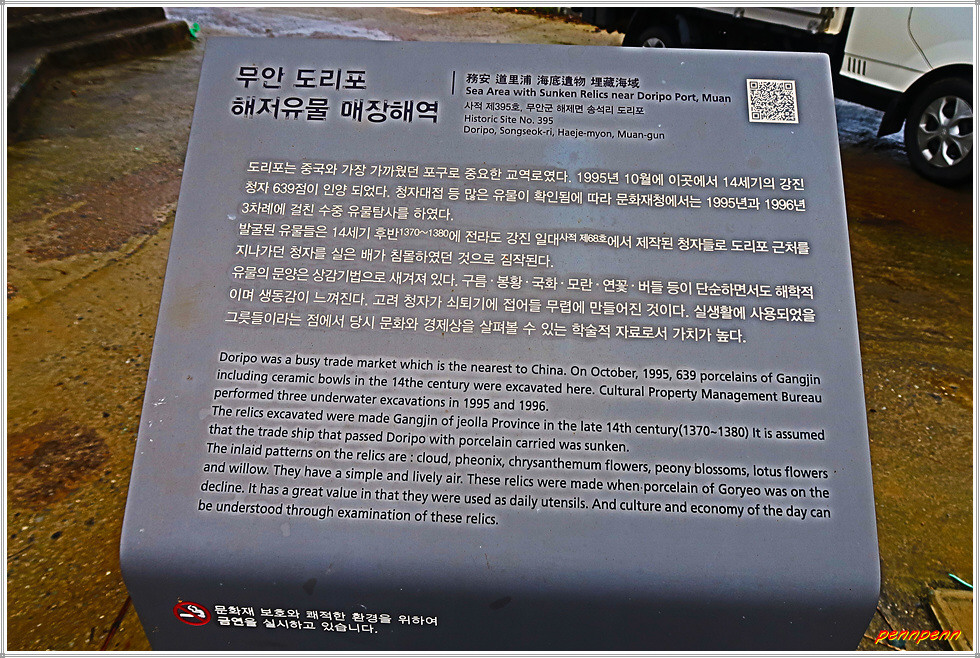 무안 도리포
해저유물 매장해역
務安 道里浦 海底遺物 埋藏海域
Sea Area with Sunken Relics near Doripo Port, Muan
사적 제395호, 무안군 해제면 송석리 도리포
Historic Site No. 395
Doripo, Songseok-ri, Haeje-myon, Muan-gun
도리포는 중국와 가장 가까웠던 포구로 중요한 교역로였다. 1995년 10월에 이곳에서 14세기의 강진
청자 639점이 인양 되었다. 청자대접 등 많은 유물이 확인됨에 따라 문화재청에서는 1995년과 1996년
3차례에 걸친 수중 유물탐사를 하였다.
발굴된 유물들은 14세기 후반1370~1380에 전라도 강진 일대사적 제68호에서 제작된 청자들로 도리포 근처를
지나가던 청자를 실은 배가 침몰하였던 것으로 짐작된다.
유물의 문양은 상감기법으로 새겨져 있다. 구름·봉황·국화·모란·연꽃·버들 등이 단순하면서도 해학적
이며 생동감이 느껴진다. 고려 청자가 쇠퇴기에 접어들 무렵에 만들어진 것이다. 실생활에 사용되었을
그릇들이라는 점에서 당시 문화와 경제상을 살펴볼 수 있는 학술적 자료로서 가치가 높다.
Doripo was a busy trade market which is the nearest to China. On October, 1995, 639 porcelains of Gangjin
including ceramic bowls in the 14the century were excavated here. Cultural Property Management Bureau
performed three underwater excavations in 1995 and 1996.
The relics excavated were made Gangjin of jeolla Province in the late 14th century(1370~1380) It is assumed
that the trade ship that passed Doripo with porcelain carried was sunken.
The inlaid patterns on the relics are : cloud, pheonix, chrysanthemum flowers, peony blossoms, lotus flowers
and willow. They have a simple and lively air. These relics were made when porcelain of Goryeo was on the
decline. It has a great value in that they were used as daily utensils. And culture and economy of the day can
be understood through examination of these relics.
문화재 보호와 쾌적한 환경을 위하여
금연을 실시하고 있습니다.
pennpenn